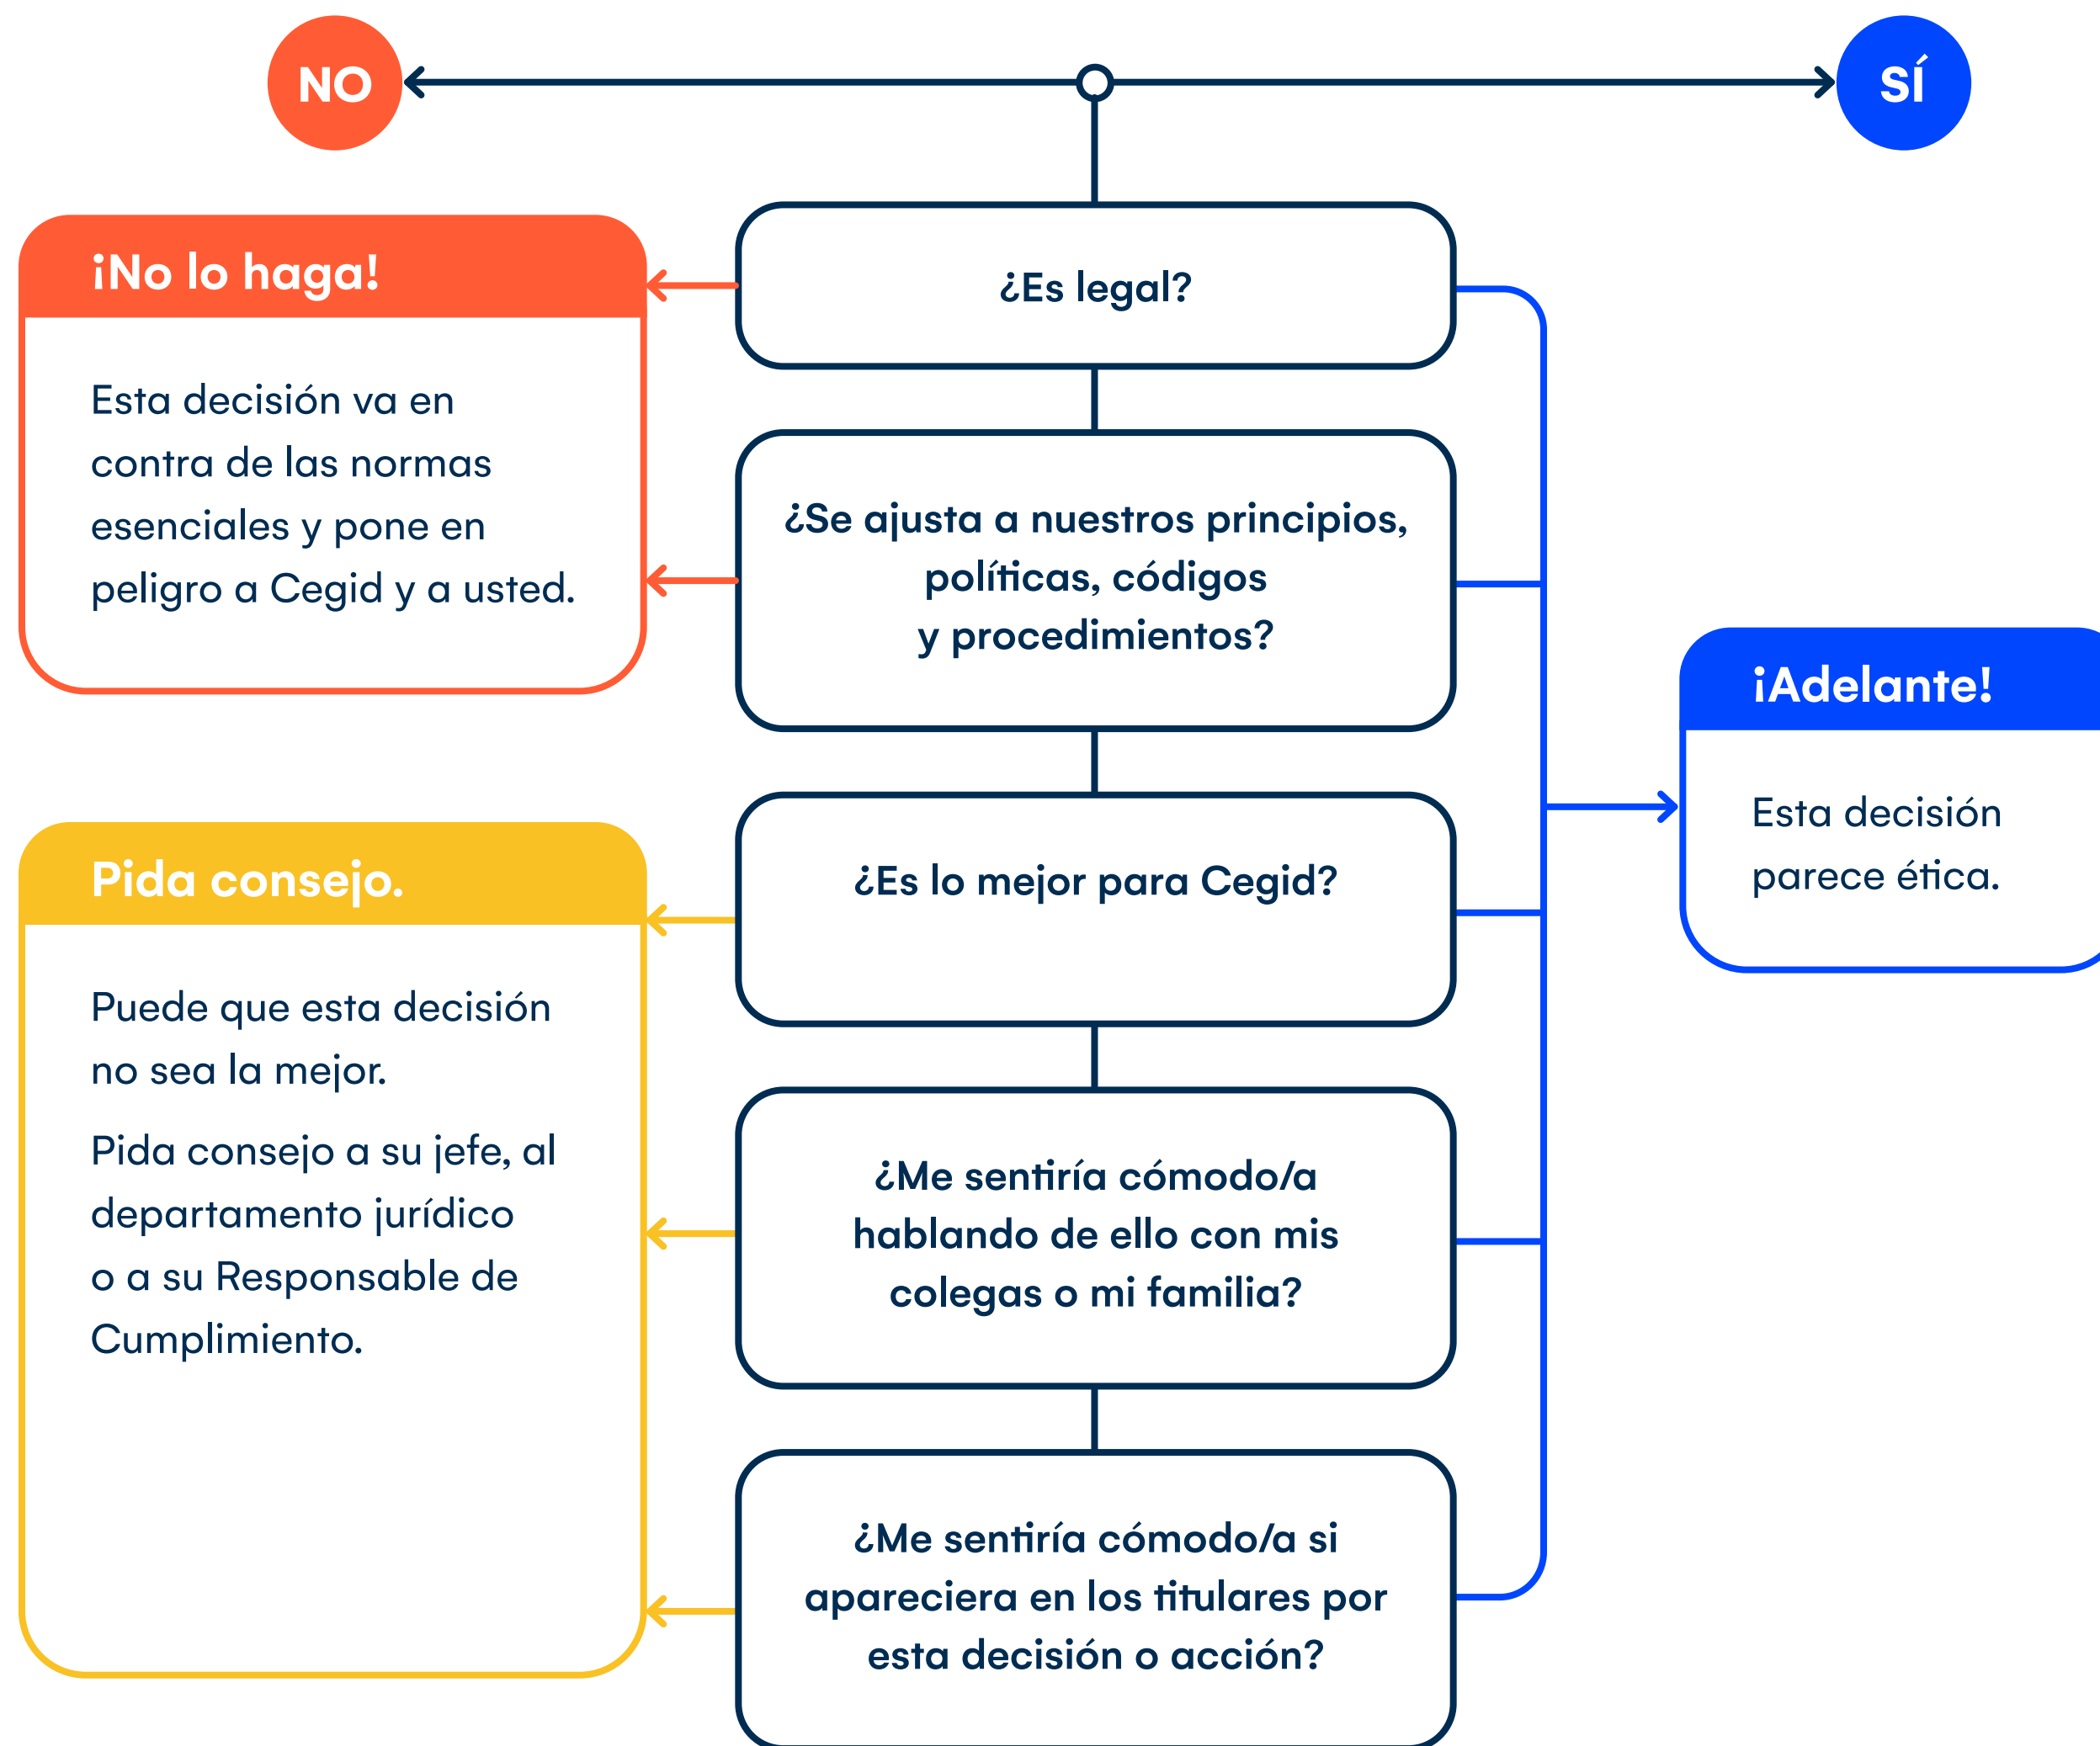 NO
SÍ
¡No lo haga!
Esta decisión va en
contra de las normas
esenciales y pone en
peligro a Cegid y a usted.
¿Es legal?
¿Se ajusta a nuestros principios,
políticas, códigos
y procedimientos?
¡Adelante!
Esta decisión
parece ética.
Pida consejo.
Puede que esta decisión
no sea la mejor.
Pida consejo a su jefe, al
departamento jurídico
o a su Responsable de
Cumplimiento.
¿Es lo mejor para Cegid?
¿Me sentiría cómodo/a
hablando de ello con mis
colegas o mi familia?
¿Me sentiría cómodo/a si
apareciera en los titulares por
esta decisión o acción?